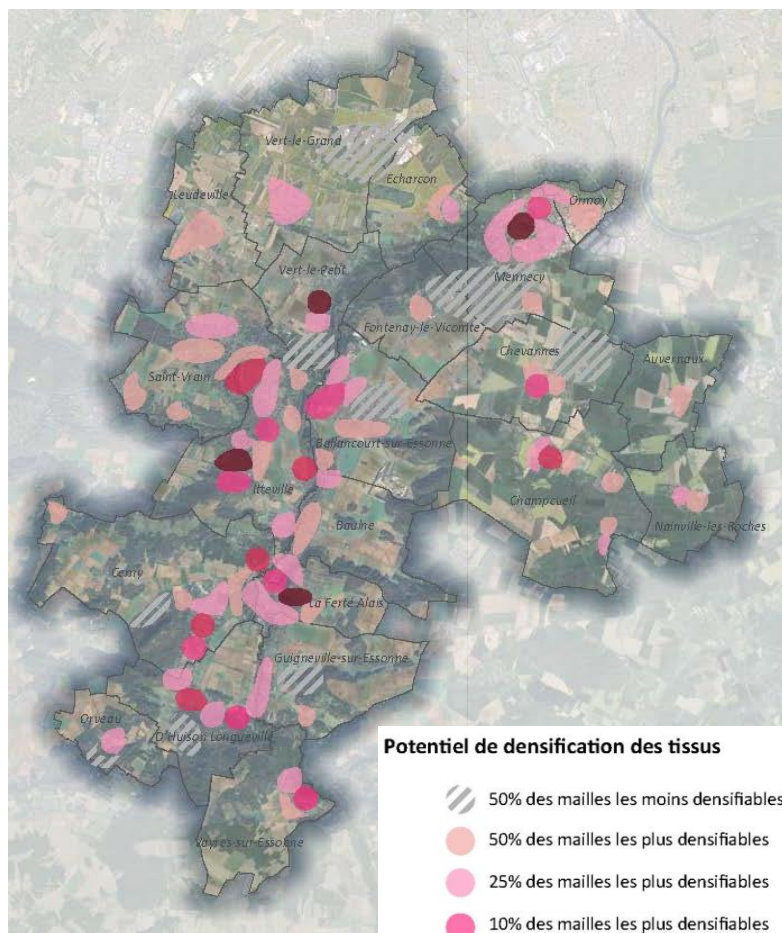 Vert-le-Grand
Echarcon
Leudeville
Ormoy
Vert-le-Petit
Mennecy
Fontenay-le-Vicomte
Chevannes
Auvernaux
Saint-Vrain
Ballancourt-sur-Essonne
Itteville
Champcueil
Nainville-les-Roches
Baulne
Cerny
La Ferté Alais
Guigneville-sur-Essonne
Orveau
D'Huison Longueville
Vayres-sur-Essonne
Potentiel de densification des tissus
50% des mailles les moins densifiables
50% des mailles les plus densifiables
25% des mailles les plus densifiables
10% des mailles les plus densifiables